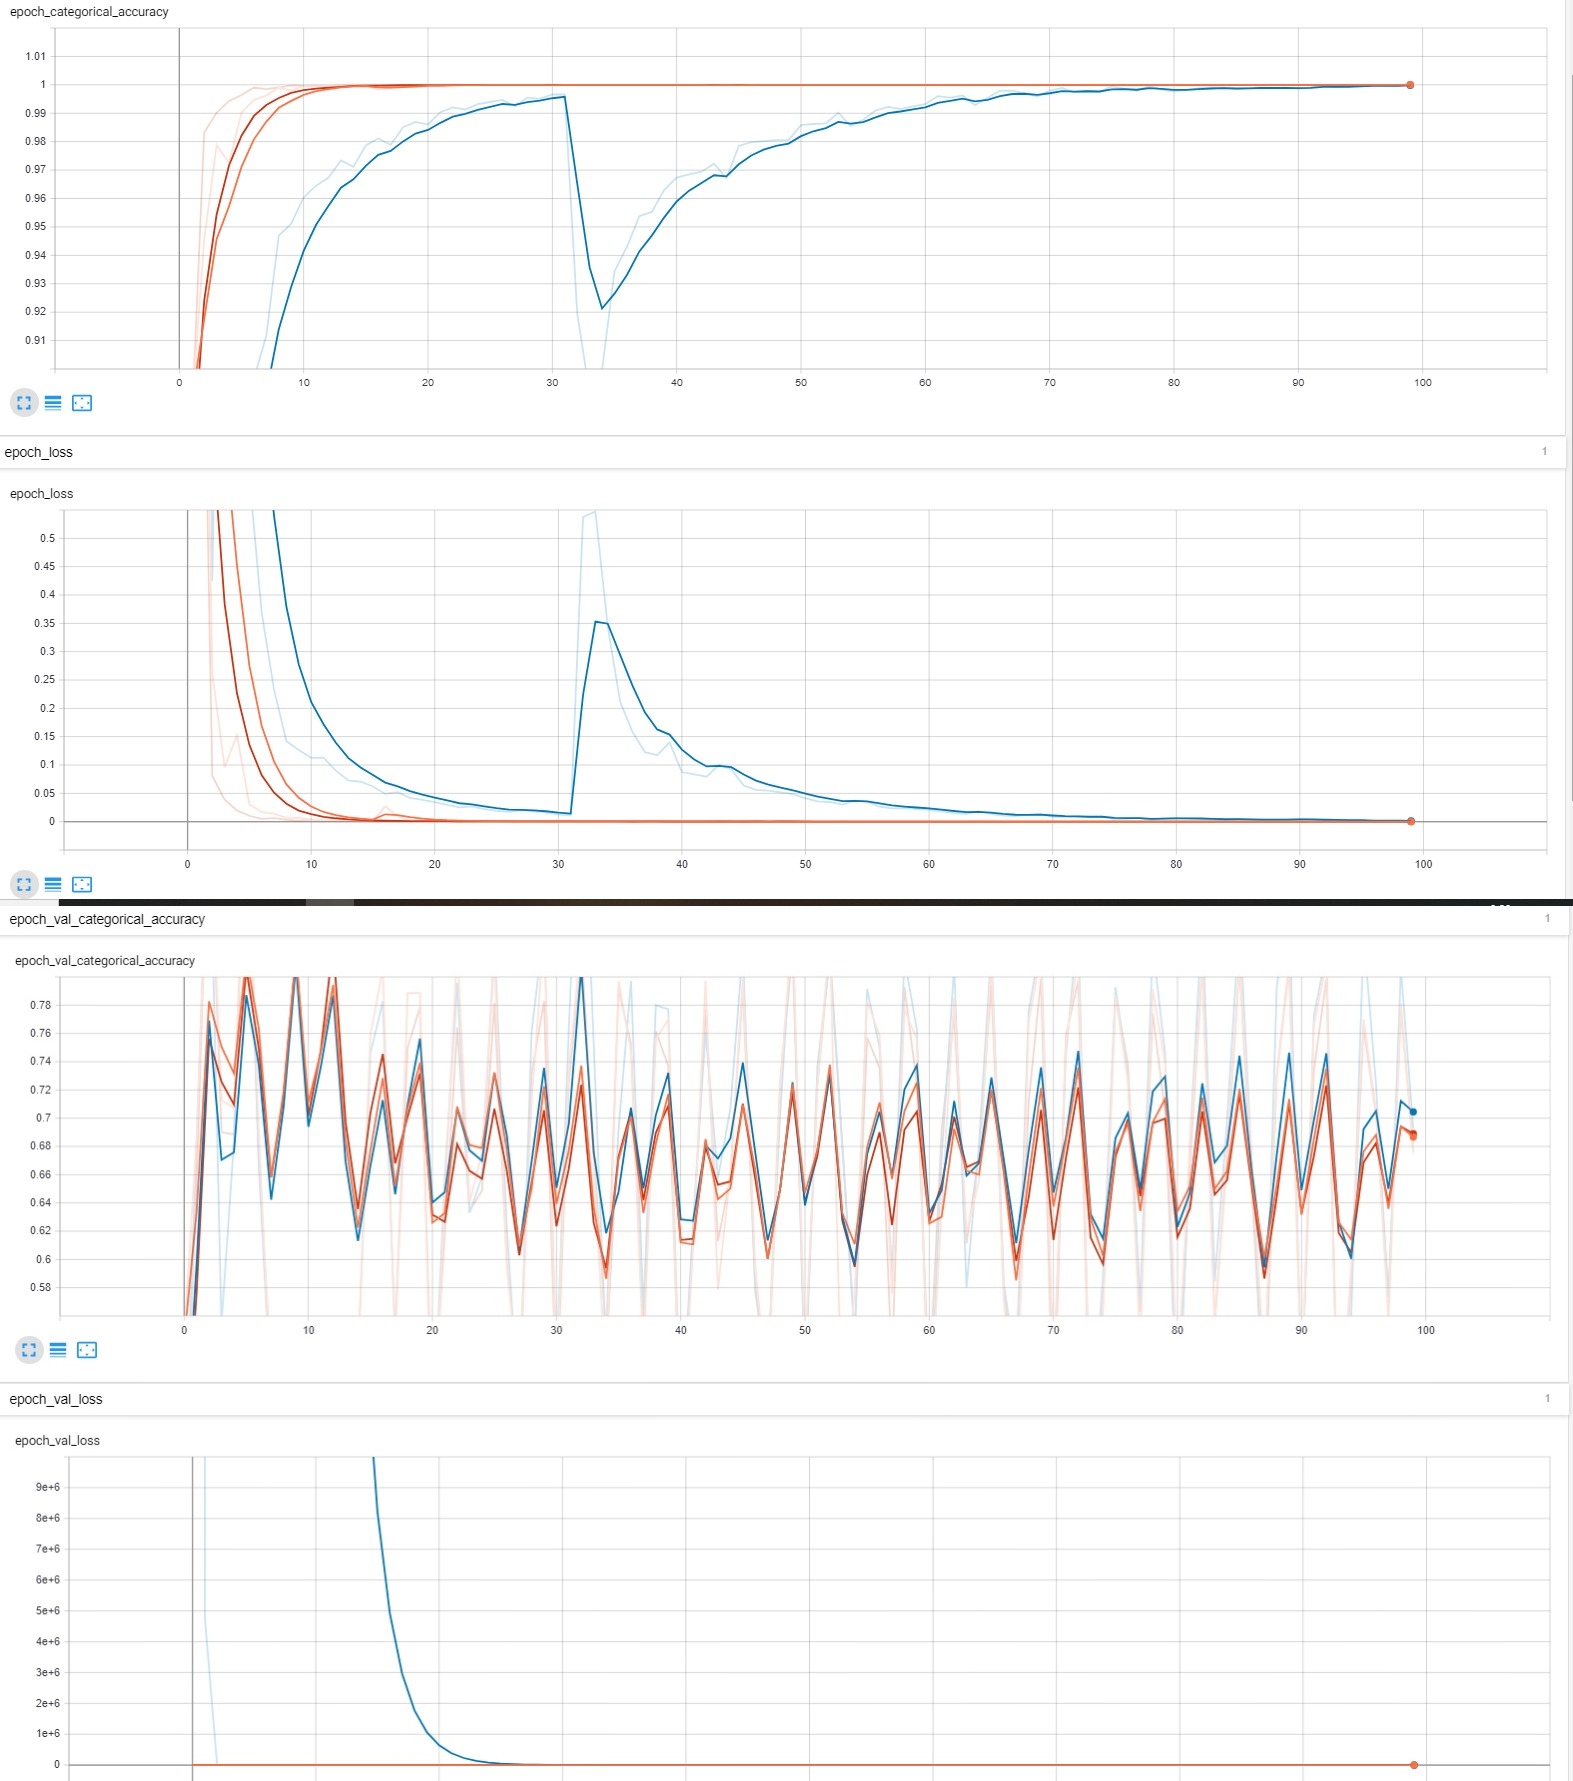 epoch_categorical_accuracy
1.01
1
0.99
0.98
0.97
0.96
0.95
0.94
0.93
0.92
0.91
0 10 20 30 40 50 60 70 80 90 100
epoch_loss 1
epoch_loss
0.5
0.45
0.4
0.35
0.3
0.25
0.2
0.15
0.1
0.05
0
0 10 20 30 40 50 60 70 80 90 100
epoch_val_categorical_accuracy 1
epoch_val_categorical_accuracy
0.78
0.76
0.74
0.72
0.7
0.68
0.66
0.64
0.62
0.6
0.58
0 10 20 30 40 50 60 70 80 90 100
epoch_val_loss 1
epoch_val_loss
9e+6
8e+6
7e+6
6e+6
5e+6
4e+6
3e+6
2e+6
1e+6
0